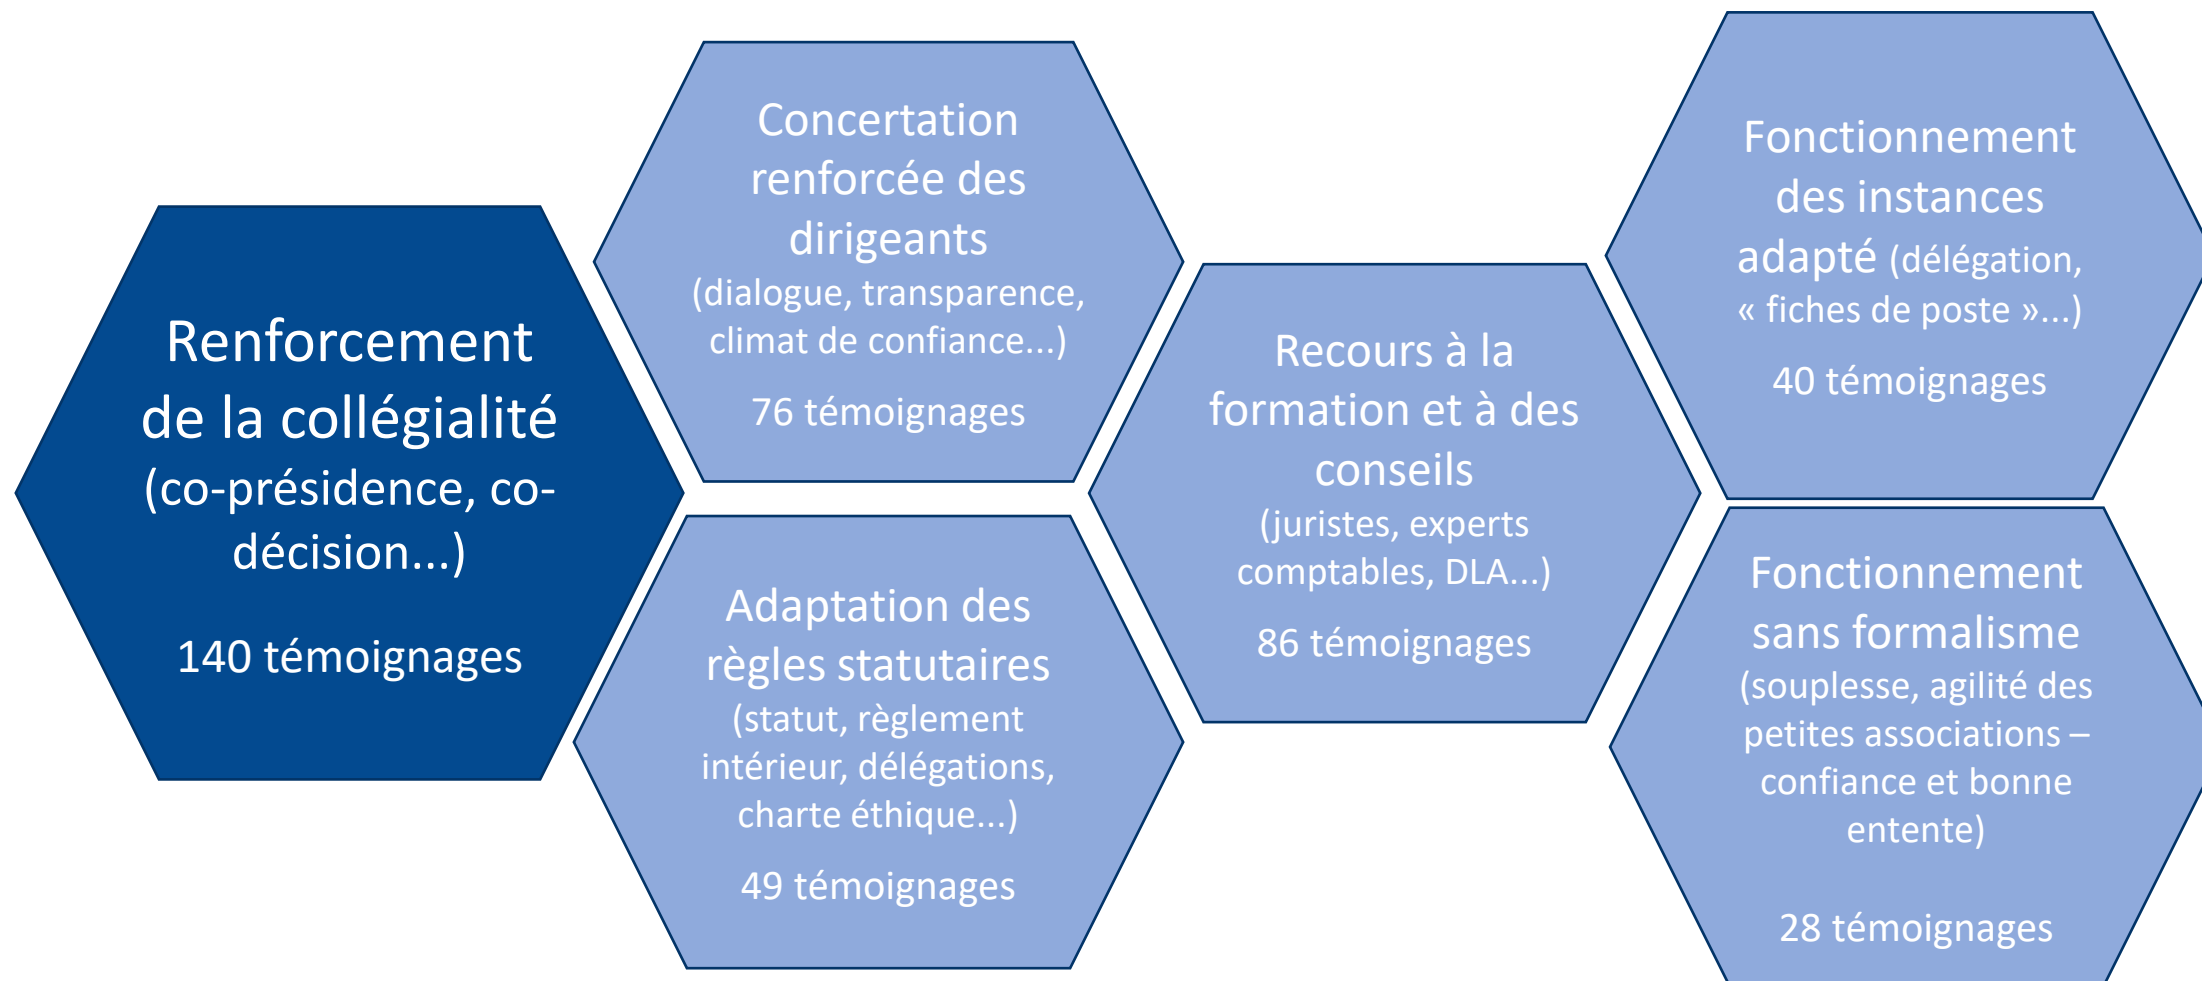 Renforcement
de la collégialité
(co-présidence, co-
décision...)
140 témoignages
Concertation
renforcée des
dirigeants
(dialogue, transparence,
climat de confiance...)
76 témoignages
Adaptation des
règles statutaires
(statut, règlement
intérieur, délégations,
charte éthique...)
49 témoignages
Recours à la
formation et à des
conseils
(juristes, experts
comptables, DLA...)
86 témoignages
Fonctionnement
des instances
adapté (délégation,
« fiches de poste »...)
40 témoignages
Fonctionnement
sans formalisme
(souplesse, agilité des
petites associations –
confiance et bonne
entente)
28 témoignages